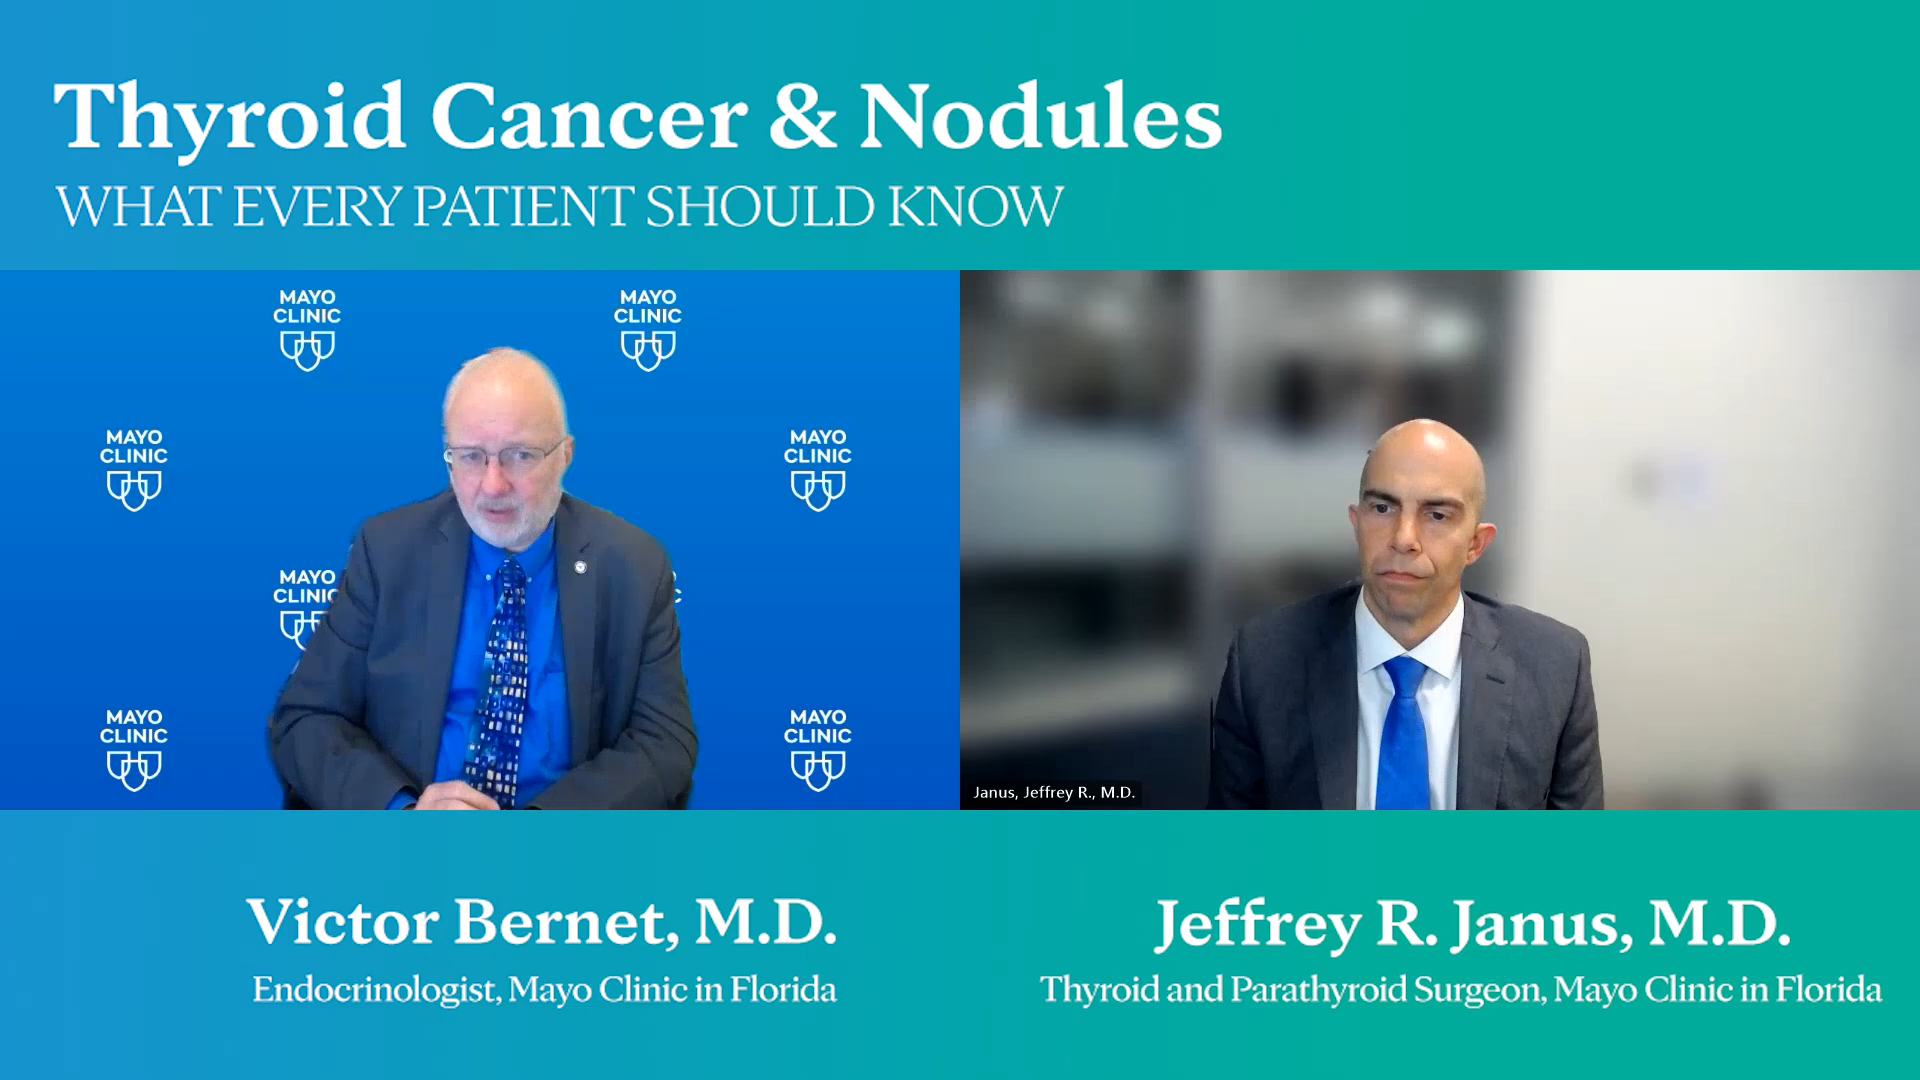 Thyroid Cancer & Nodules
WHAT EVERY PATIENT SHOULD KNOW
MAYO
CLINIC
MAYO
CLINIC
MAYO
CLINIC
MAYO
CLINIC
MAYO
CLINIC
C
MAYO
CLINIC
MAYO
CLINIC
Janus, Jeffrey R., M.D.
Victor Bernet, M.D.
Endocrinologist, Mayo Clinic in Florida
Jeffrey R. Janus, M.D.
Thyroid and Parathyroid Surgeon, Mayo Clinic in Florida